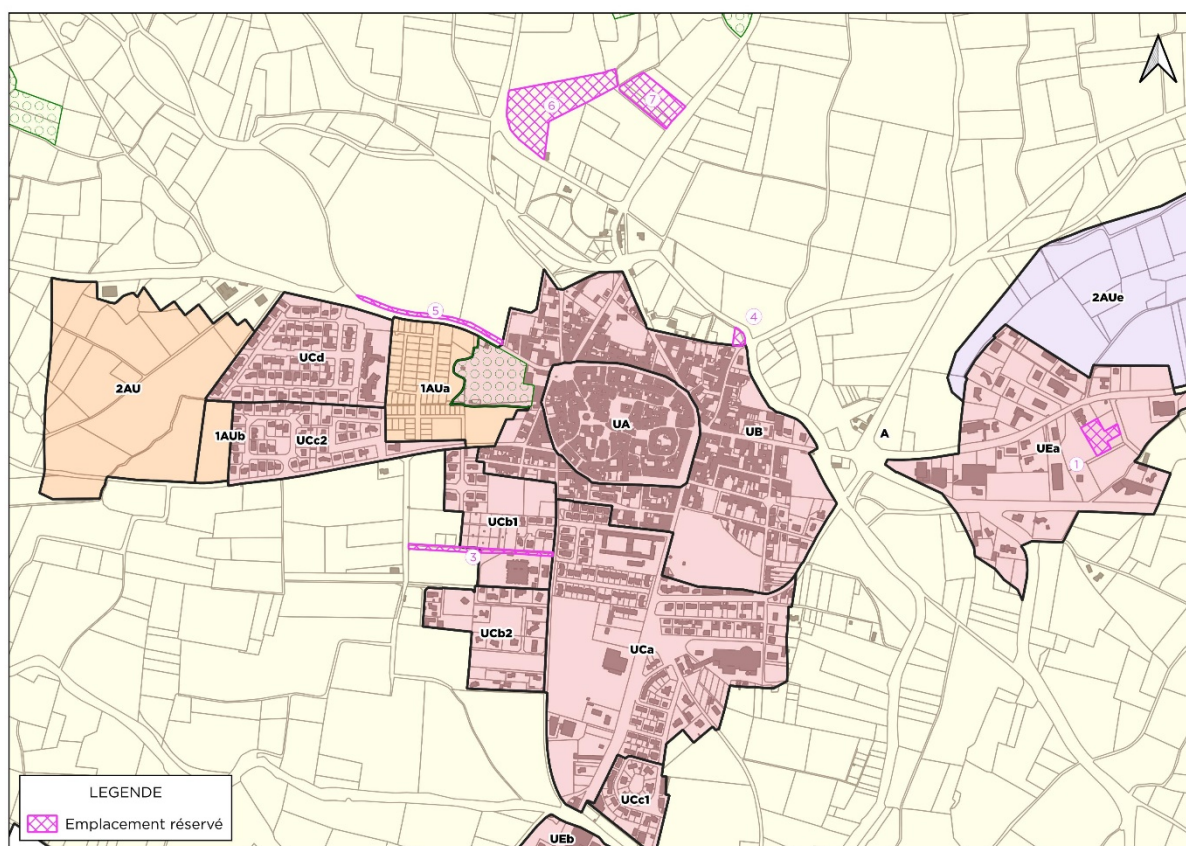 6
7
5
4
2AUe
UCd
2AU
1AUa
1AUb
UCc2
UA
UB
A
UEa
1
UCb1
3
UCb2
UCa
UCc1
UEb
LEGENDE
Emplacement réservé